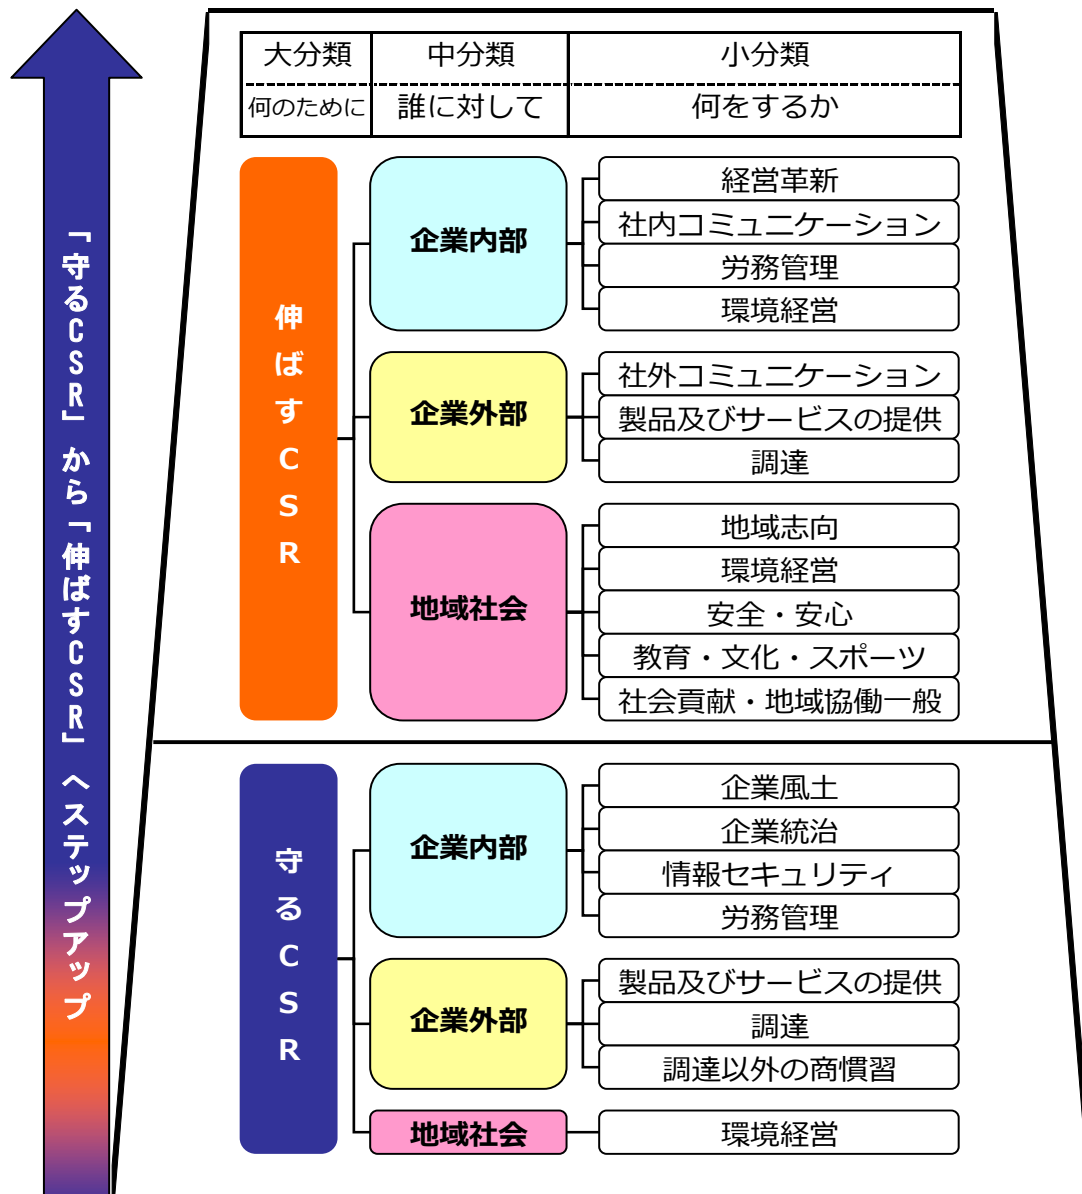 「守るCSR」から「伸ばすCSR」へステップアップ
大分類 中分類 小分類
何のために 誰に対して 何をするか
伸ばすCSR
企業内部
経営革新
社内コミュニケーション
労務管理
環境経営
企業外部
社外コミュニケーション
製品及びサービスの提供
調達
地域社会
地域志向
環境経営
安全・安心
教育・文化・スポーツ
社会貢献・地域協働一般
守るCSR
企業内部
企業風土
企業統治
情報セキュリティ
労務管理
企業外部
製品及びサービスの提供
調達
調達以外の商慣習
地域社会
環境経営